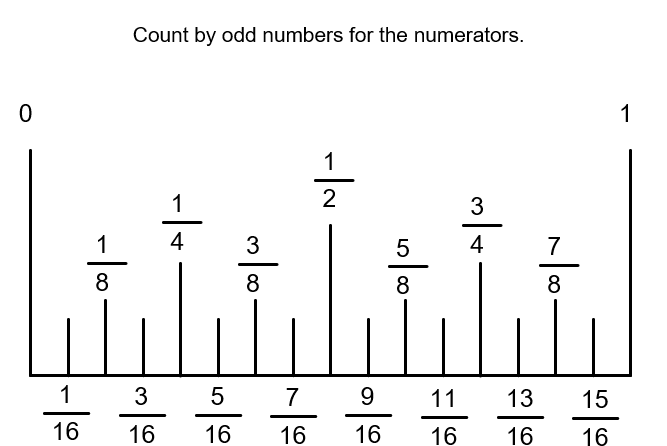 Count by odd numbers for the numerators.
0 1
1/2
1/4 3/4
1/8 3/8 5/8 7/8
1/16 3/16 5/16 7/16 9/16 11/16 13/16 15/16